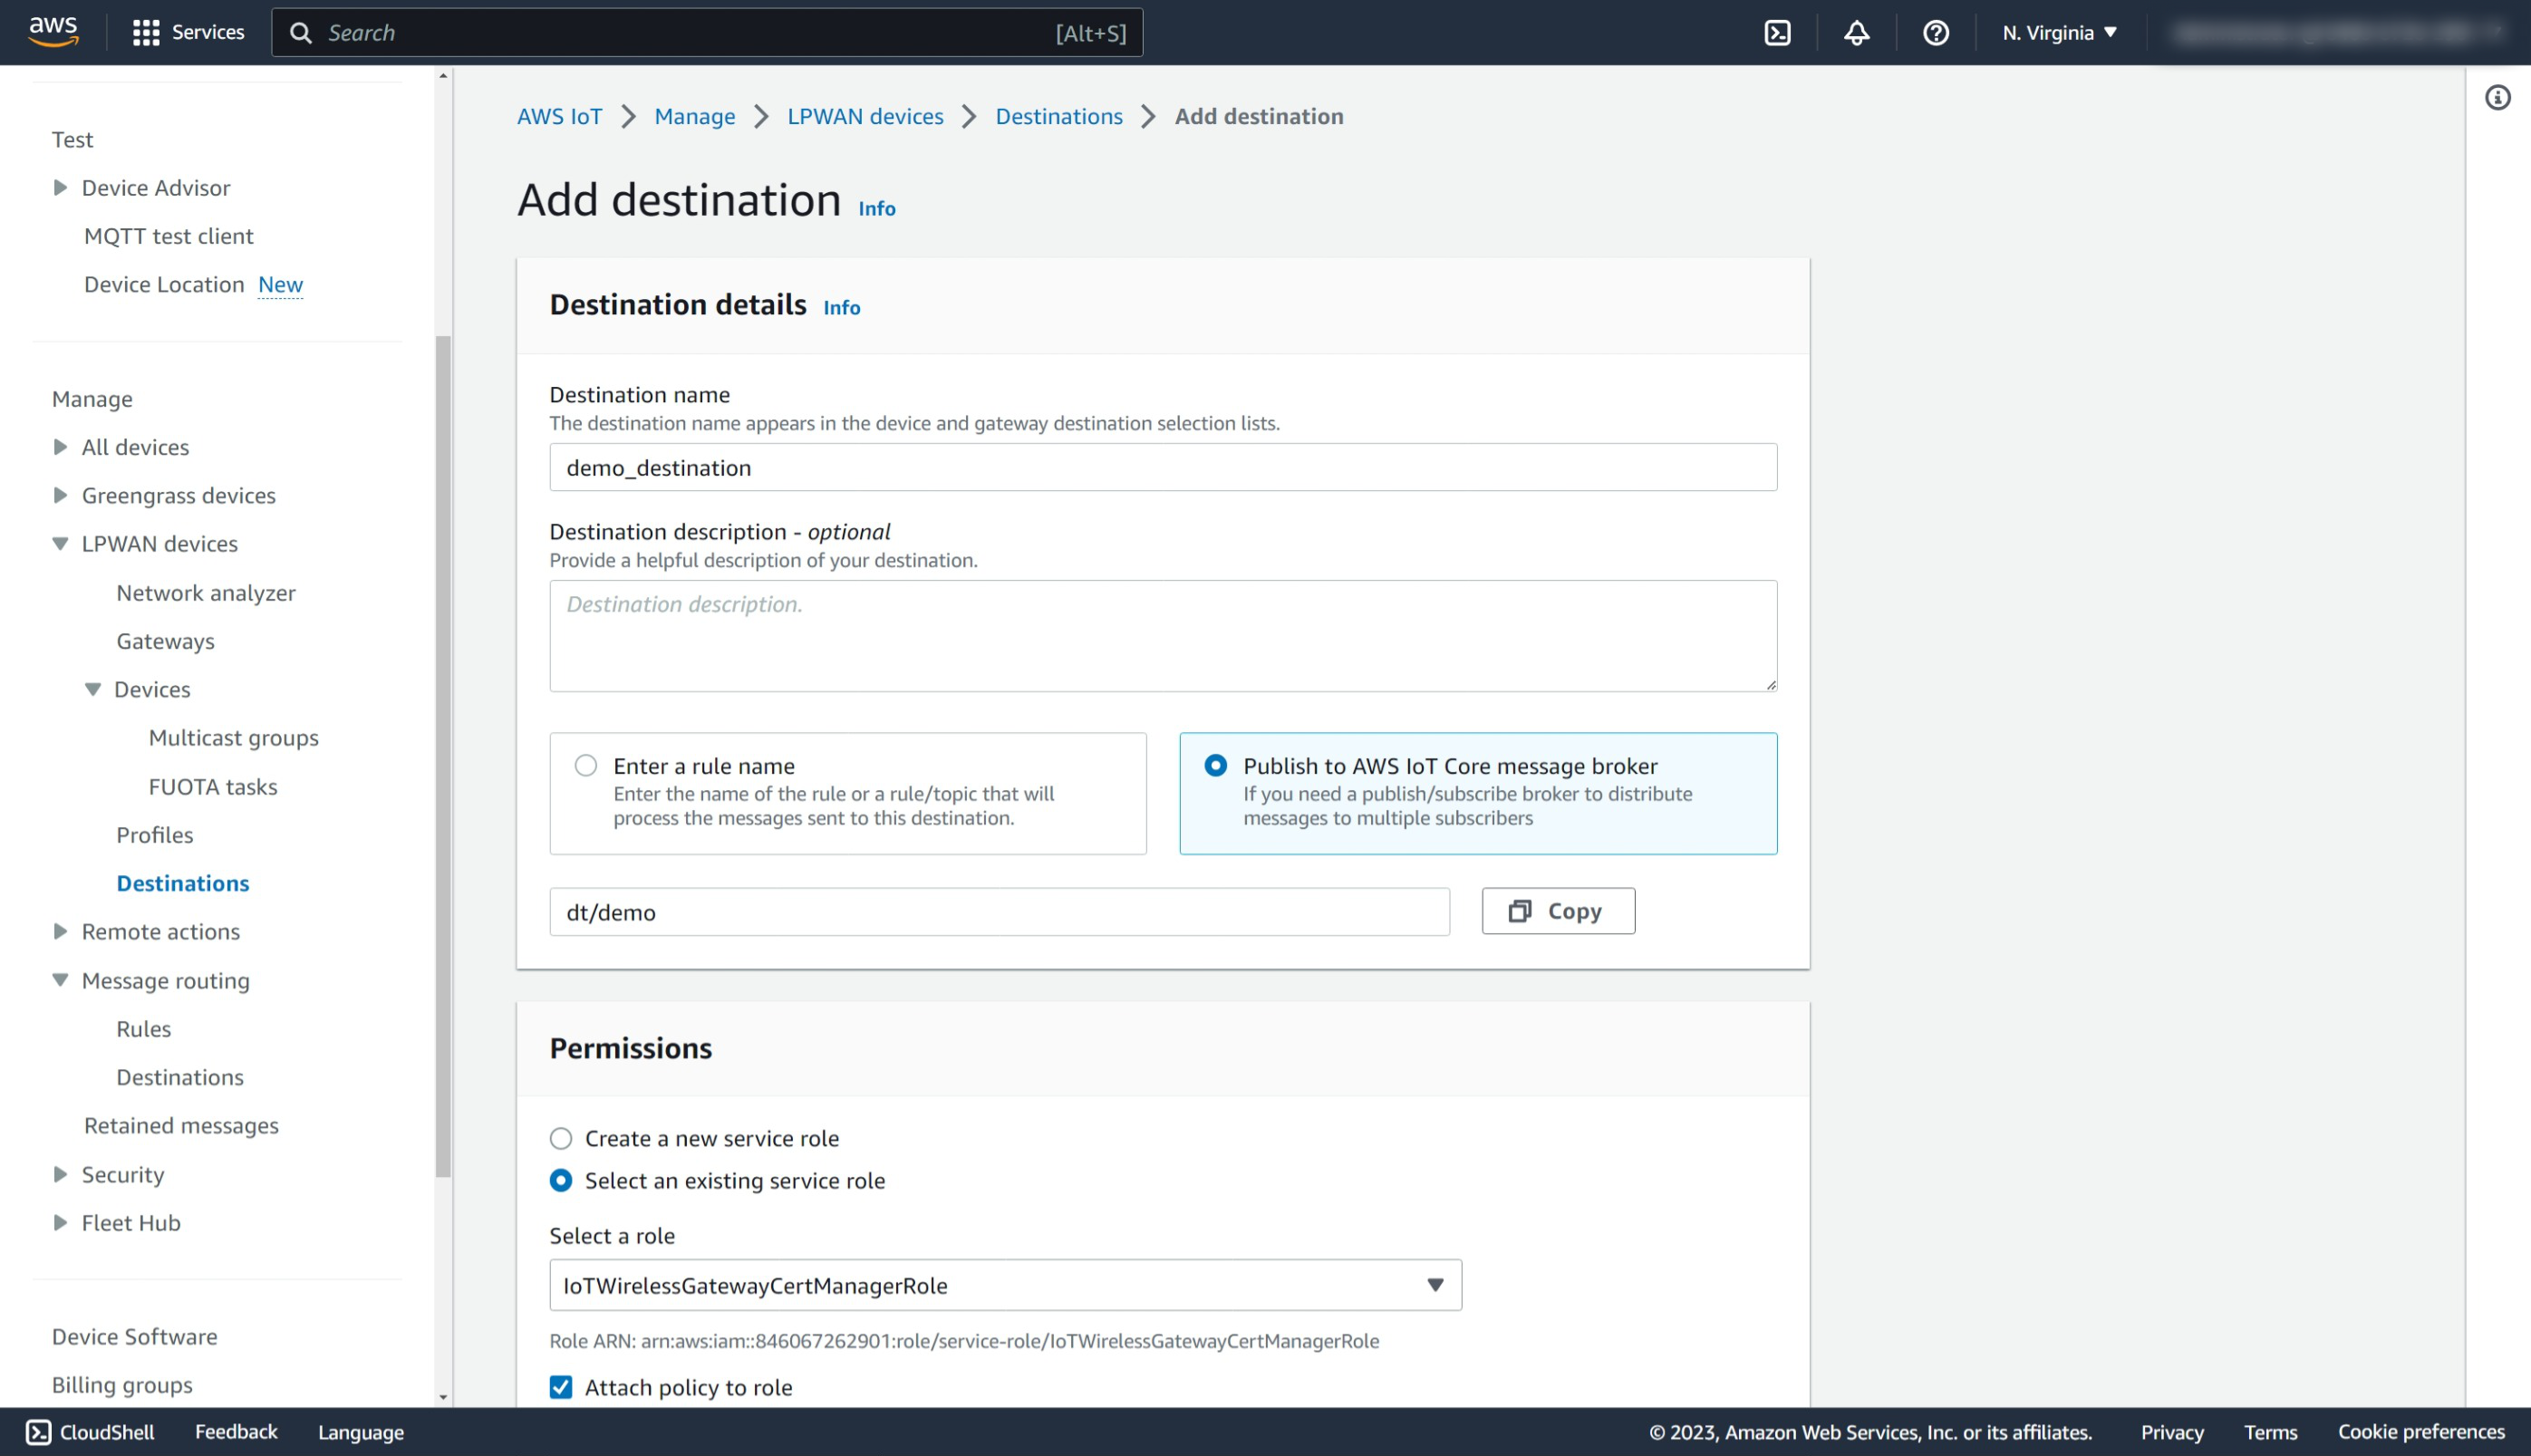 aws
Services
Search
[Alt+S]
N. Virginia
Test
Device Advisor
MQTT test client
Device Location New
Manage
All devices
Greengrass devices
LPWAN devices
Network analyzer
Gateways
Devices
Multicast groups
FUOTA tasks
Profiles
Destinations
Remote actions
Message routing
Rules
Destinations
Retained messages
Security
Fleet Hub
Device Software
Billing groups
AWS IoT > Manage > LPWAN devices > Destinations > Add destination
Add destination Info
Destination details Info
Destination name
The destination name appears in the device and gateway destination selection lists.
demo_destination
Destination description - optional
Provide a helpful description of your destination.
Destination description.
Enter a rule name
Enter the name of the rule or a rule/topic that will
process the messages sent to this destination.
Publish to AWS IoT Core message broker
If you need a publish/subscribe broker to distribute
messages to multiple subscribers
dt/demo
Copy
Permissions
Create a new service role
Select an existing service role
Select a role
IoTWirelessGatewayCertManagerRole
Role ARN: arn:aws:iam::846067262901:role/service-role/IoTWirelessGatewayCertManagerRole
Attach policy to role
CloudShell
Feedback
Language
© 2023, Amazon Web Services, Inc. or its affiliates.
Privacy
Terms
Cookie preferences